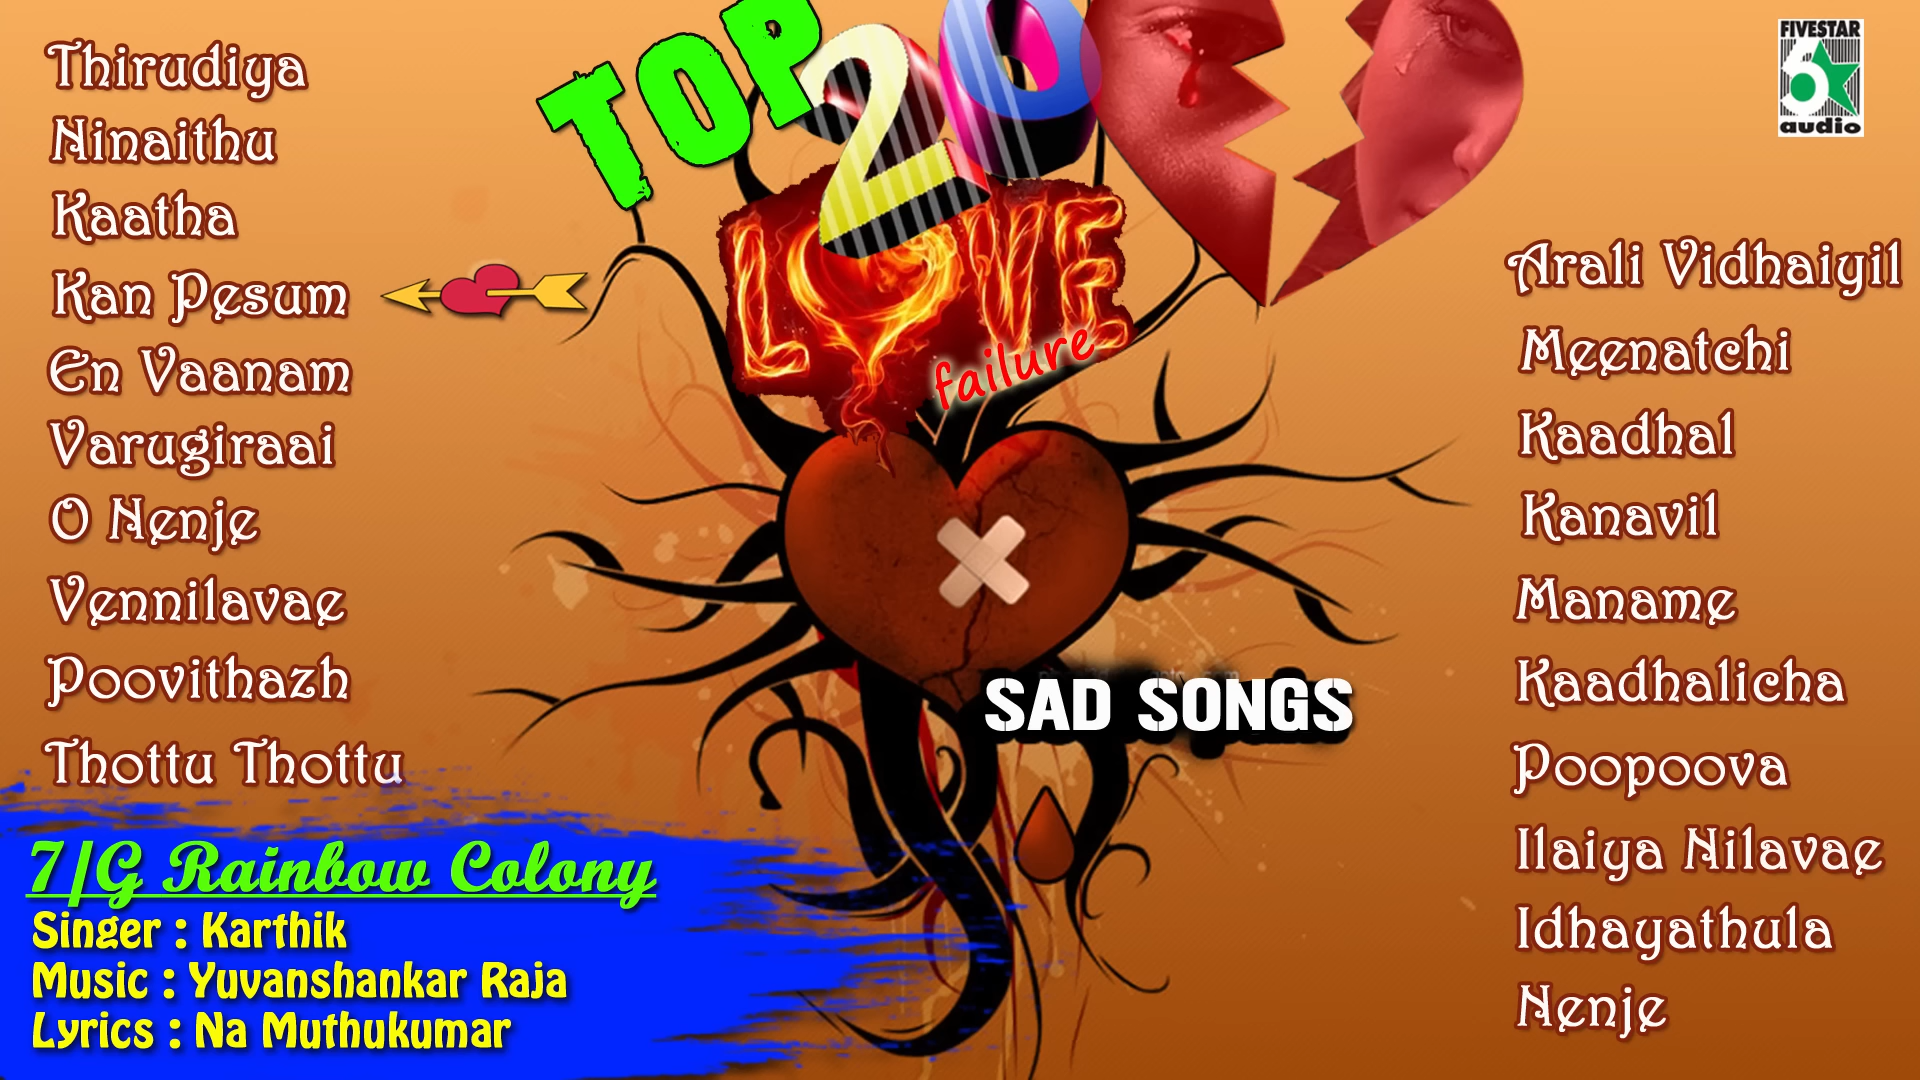 TOP
20
LOVE
failure
SAD SONGS
FIVESTAR
audio
Thirudiya
Ninaithu
Kaatha
Kan Pesum
En Vaanam
Varugiraai
O Nenje
Vennilavae
Poovithazh
Thottu Thottu
Arali Vidhaiyil
Meenatchi
Kaadhal
Kanavil
Maname
Kaadhalicha
Poopoova
Ilaiya Nilavae
Idhayathula
Nenje
7/G Rainbow Colony
Singer : Karthik
Music : Yuvanshankar Raja
Lyrics : Na Muthukumar